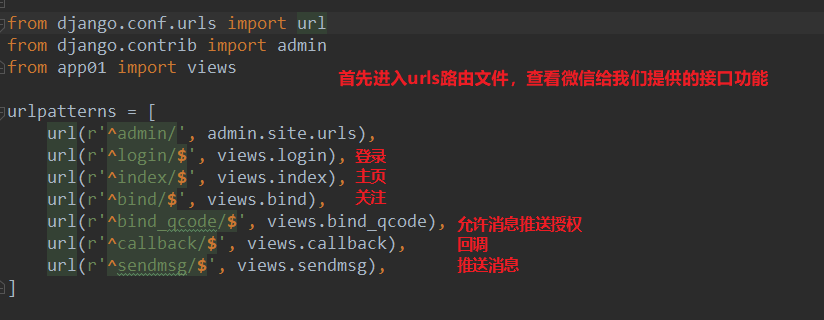 from django.conf.urls import url
from django.contrib import admin
from app01 import views
首先进入urls路由文件，查看微信给我们提供的接口功能
urlpatterns = [
url(r'^admin/', admin.site.urls),
url(r'^login/$', views.login), 登录
url(r'^index/$', views.index), 主页
url(r'^bind/$', views.bind), 关注
url(r'^bind_qcode/$', views.bind_qcode), 允许消息推送授权
url(r'^callback/$', views.callback), 回调
url(r'^sendmsg/$', views.sendmsg), 推送消息
]